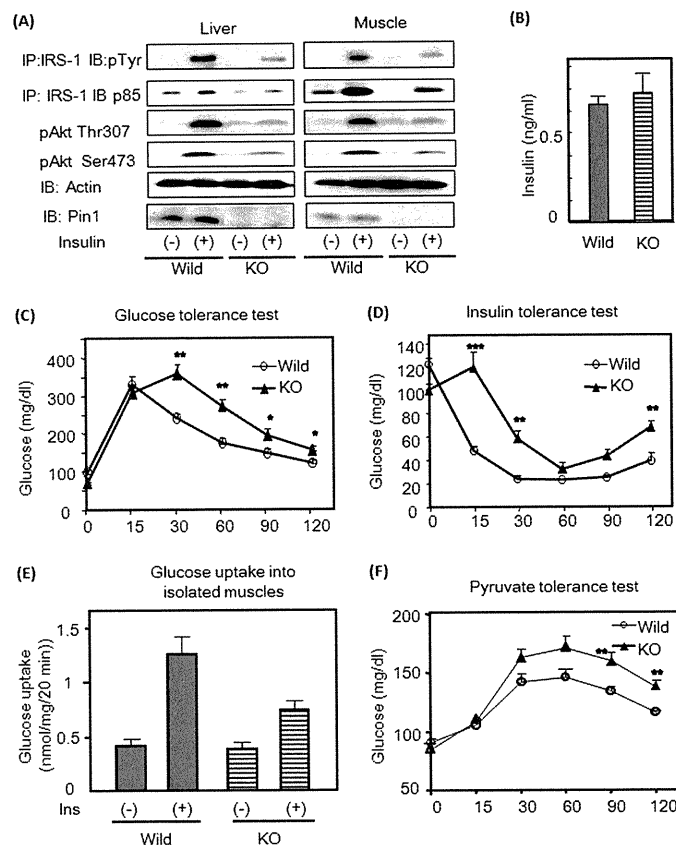 (A)
Liver
Muscle
IP:IRS-1 IB:pTyr
IP: IRS-1 IB p85
pAkt Thr307
pAkt Ser473
IB: Actin
IB: Pin1
Insulin (-) (+) (-) (+) (-) (+) (-) (+)
Wild KO Wild KO
(B)
Insulin (ng/ml)
0.5
0
Wild KO
(C)
Glucose tolerance test
Glucose (mg/dl)
400
300
200
100
0
Wild
KO
** ** * *
0 15 30 60 90 120
(D)
Insulin tolerance test
Glucose (mg/dl)
140
120
100
80
60
40
20
0
Wild
KO
*** ** **
0 15 30 60 90 120
(E)
Glucose uptake into
isolated muscles
Glucose uptake
(nmol/mg/20 min))
1.5
1
0.5
0
Ins (-) (+) (-) (+)
Wild KO
(F)
Pyruvate tolerance test
Glucose (mg/dl)
200
150
100
50
Wild
KO
** **
0 15 30 60 90 120